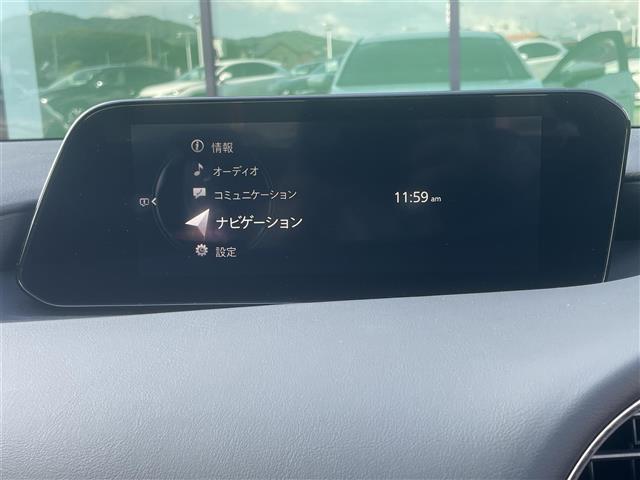 情報
オーディオ
コミュニケーション
11:59 am
ナビゲーション
設定